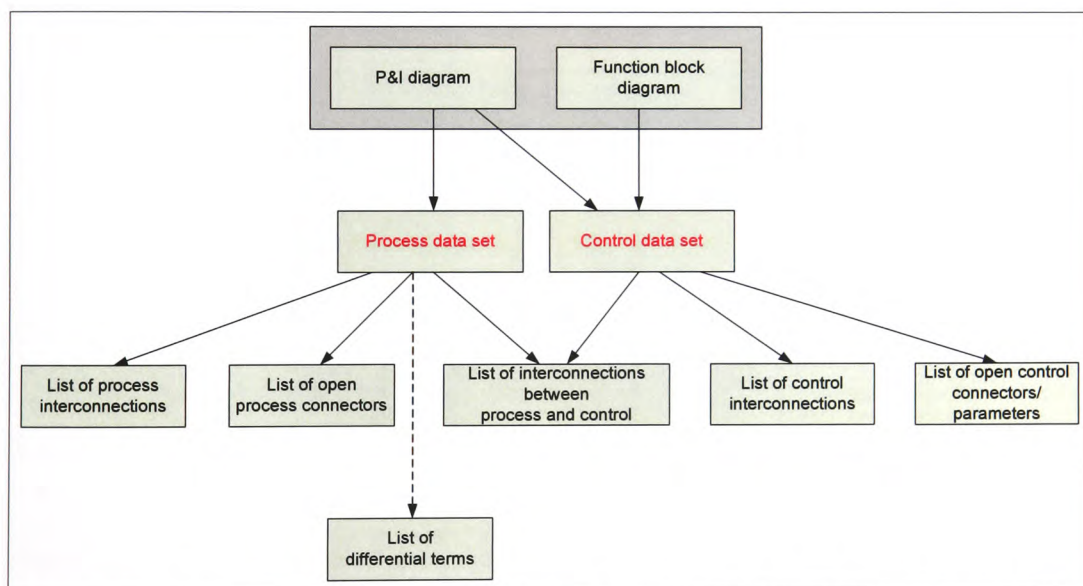 P&I diagram
Function block
diagram
Process data set
Control data set
List of process
interconnections
List of open
process connectors
List of interconnections
between
process and control
List of control
interconnections
List of open control
connectors/
parameters
List of
differential terms